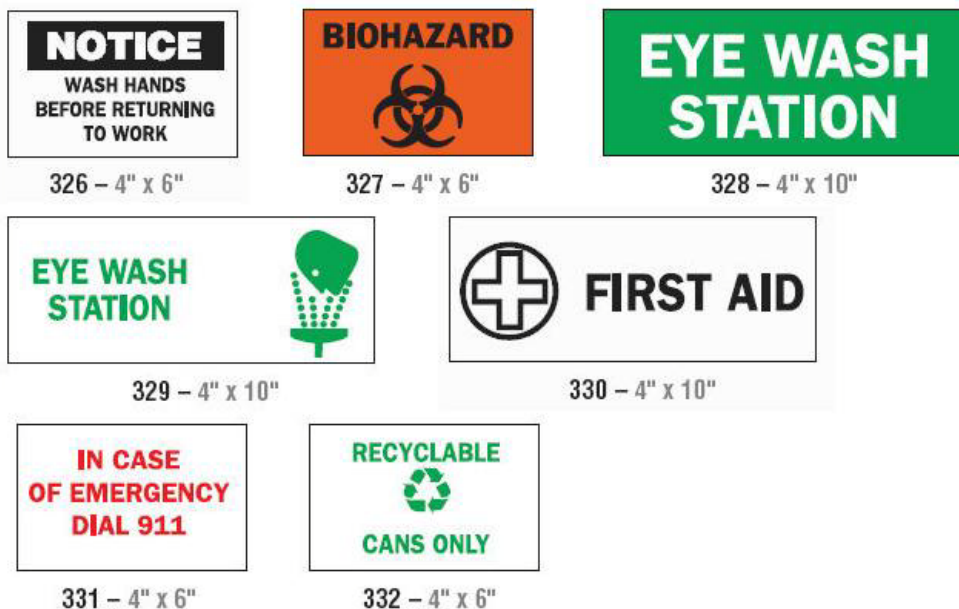 NOTICE
WASH HANDS
BEFORE RETURNING
TO WORK
326 – 4" x 6"
BIOHAZARD
327 – 4" x 6"
EYE WASH
STATION
328 – 4" x 10"
EYE WASH
STATION
329 – 4" x 10"
FIRST AID
330 – 4" x 10"
IN CASE
OF EMERGENCY
DIAL 911
331 – 4" x 6"
RECYCLABLE
CANS ONLY
332 – 4" x 6"